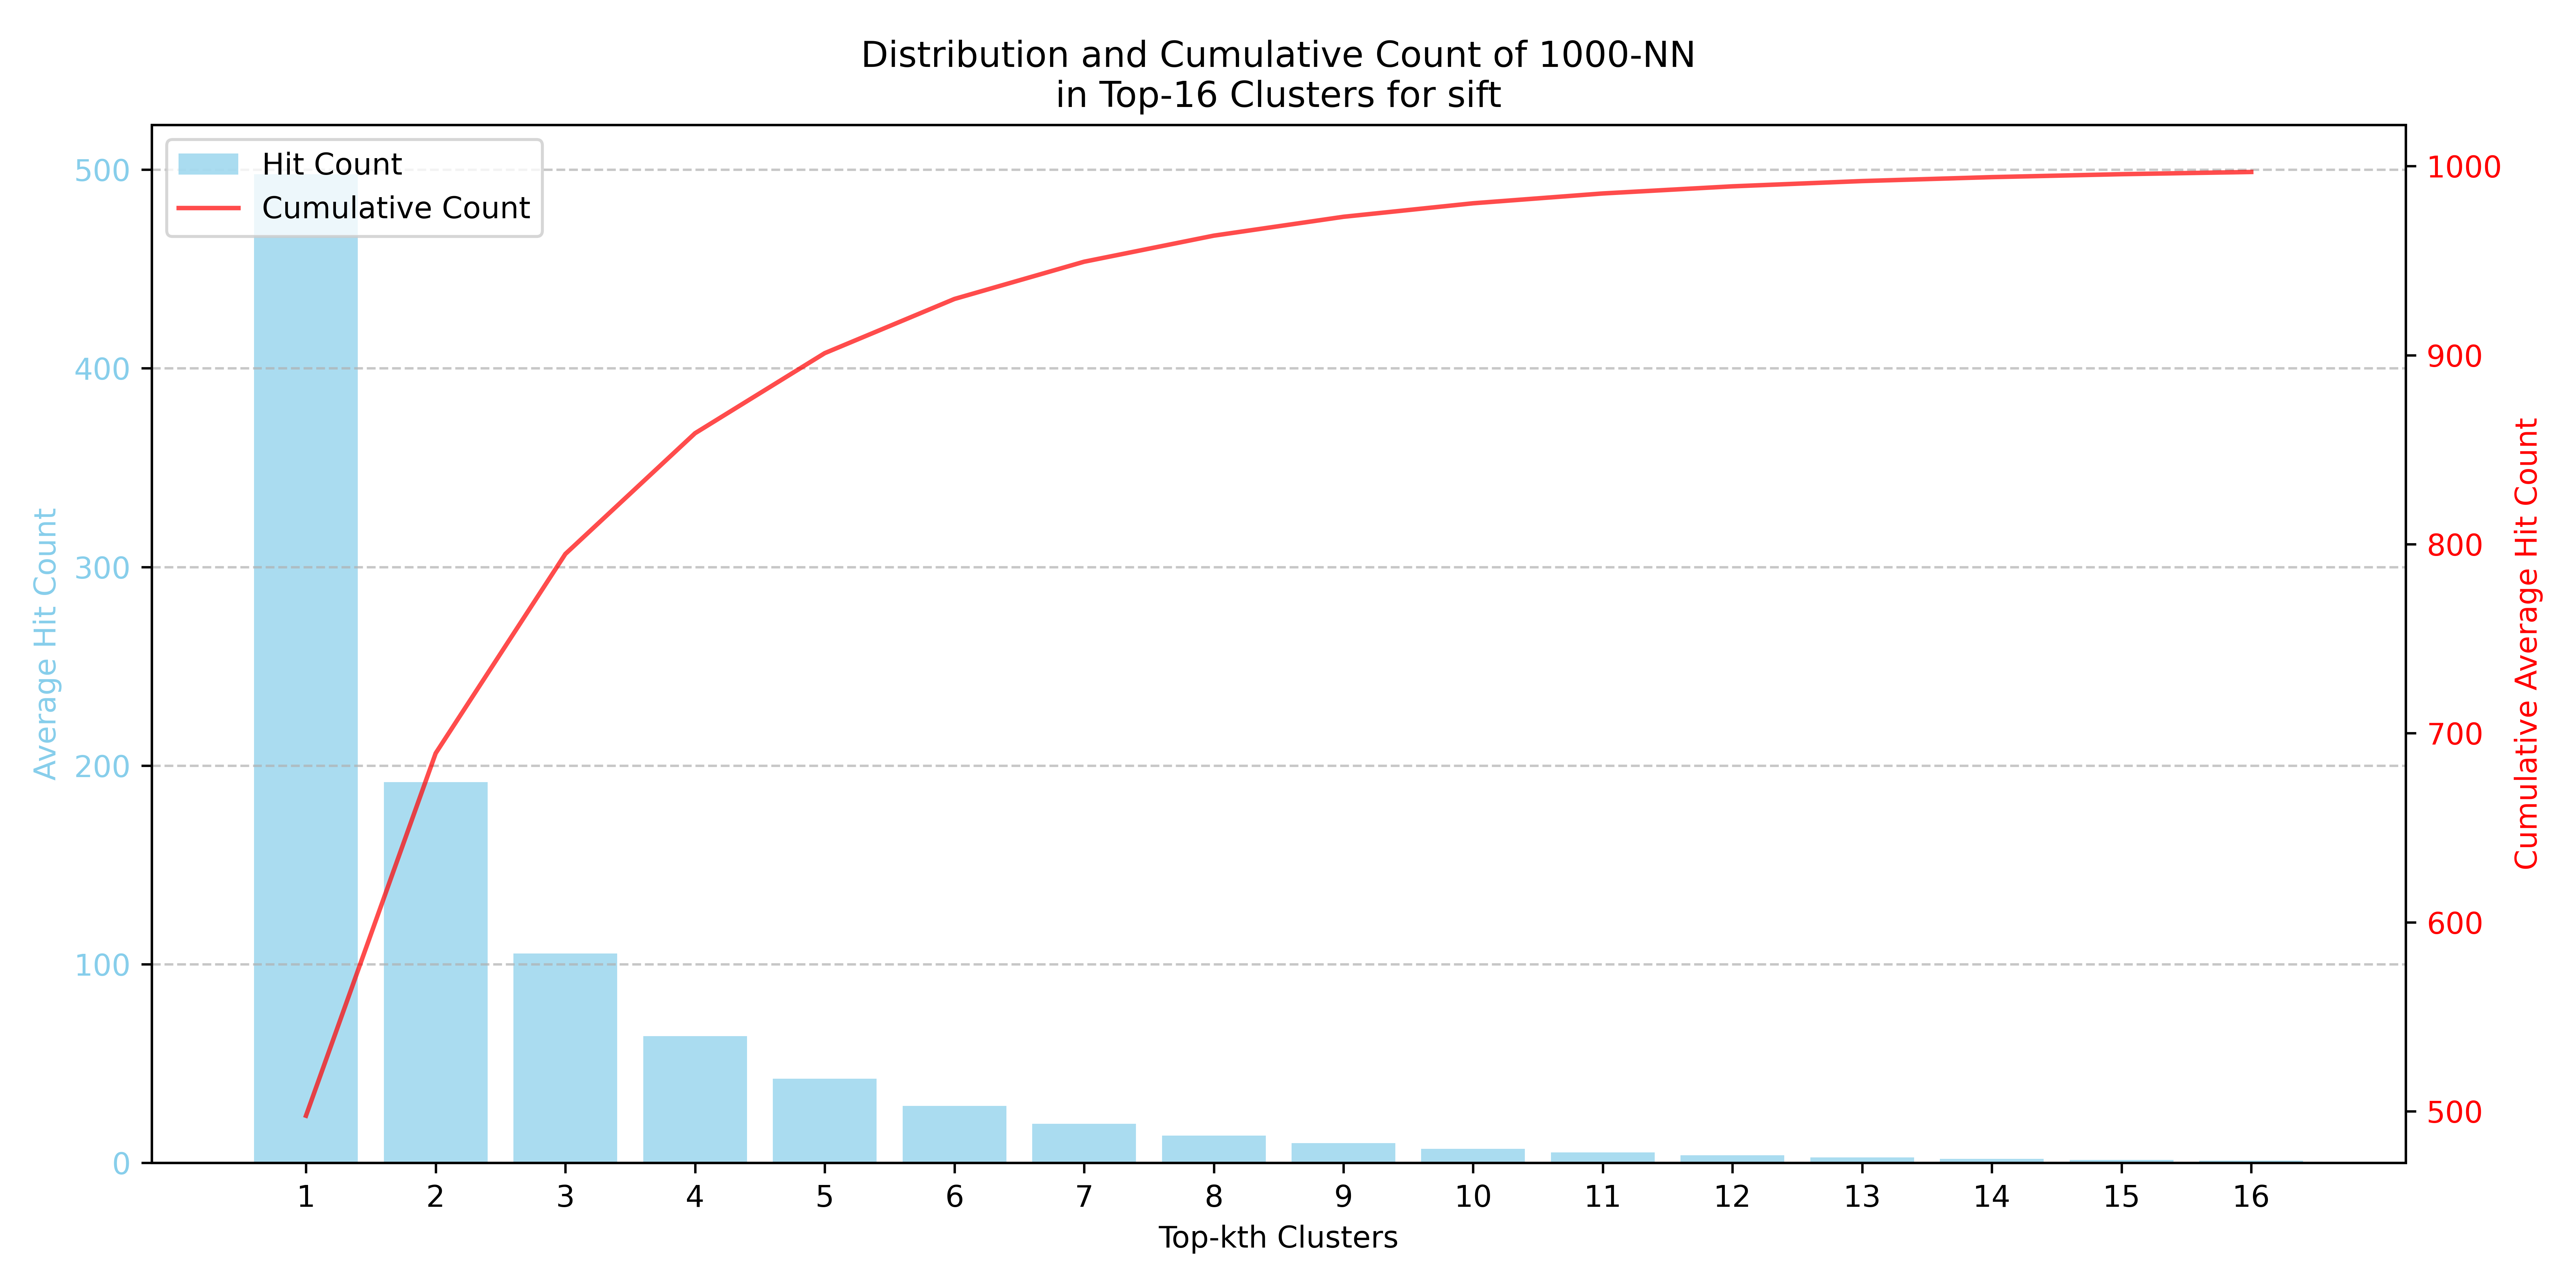 Distribution and Cumulative Count of 1000-NN
in Top-16 Clusters for sift
Hit Count
Cumulative Count
500
400
300
200
100
0
Average Hit Count
1000
900
800
700
600
500
Cumulative Average Hit Count
1 2 3 4 5 6 7 8 9 10 11 12 13 14 15 16
Top-kth Clusters